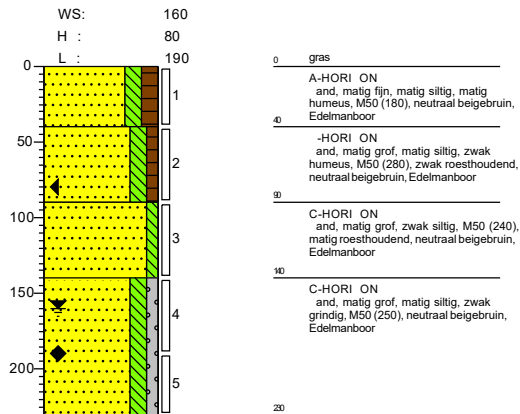 WS: 160
H : 80
L : 190
0
50
100
150
200
1
2
3
4
5
0 gras
A-HORI ON
and, matig fijn, matig siltig, matig
humeus, M50 (180), neutraal beigebruin,
Edelmanboor
40
-HORI ON
and, matig grof, matig siltig, zwak
humeus, M50 (280), zwak roesthoudend,
neutraal beigebruin, Edelmanboor
90
C-HORI ON
and, matig grof, zwak siltig, M50 (240),
matig roesthoudend, neutraal beigebruin,
Edelmanboor
140
C-HORI ON
and, matig grof, matig siltig, zwak
grindig, M50 (250), neutraal beigebruin,
Edelmanboor
230